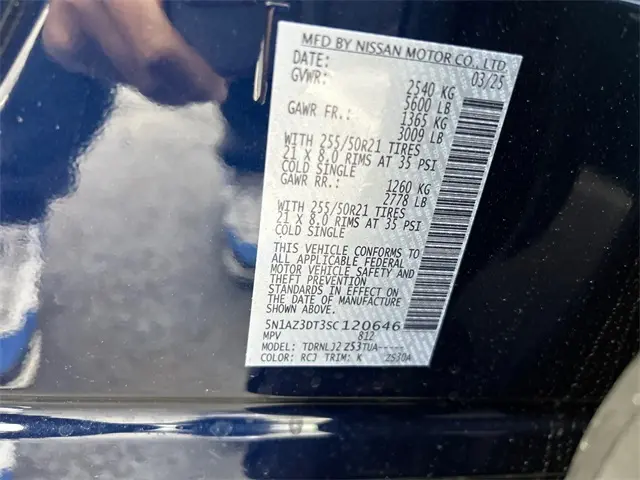 MFD BY NISSAN MOTOR CO., LTD
DATE: 03/25
GVWR: 2540 KG
5600 LB
GAWR FR.: 1365 KG
3009 LB
WITH 255/50R21 TIRES
21 X 8.0 RIMS AT 35 PSI
COLD SINGLE
GAWR RR.: 1260 KG
2778 LB
WITH 255/50R21 TIRES
21 X 8.0 RIMS AT 35 PSI
COLD SINGLE
THIS VEHICLE CONFORMS TO
ALL APPLICABLE FEDERAL
MOTOR VEHICLE SAFETY AND
THEFT PREVENTION
STANDARDS IN EFFECT ON
THE DATE OF MANUFACTURE
SHOWN ABOVE.
5N1AZ3DT3SC120646
MPV 812
MODEL: TDRNLJ2 Z53TUA-----
COLOR: RCJ TRIM: K ZS30A